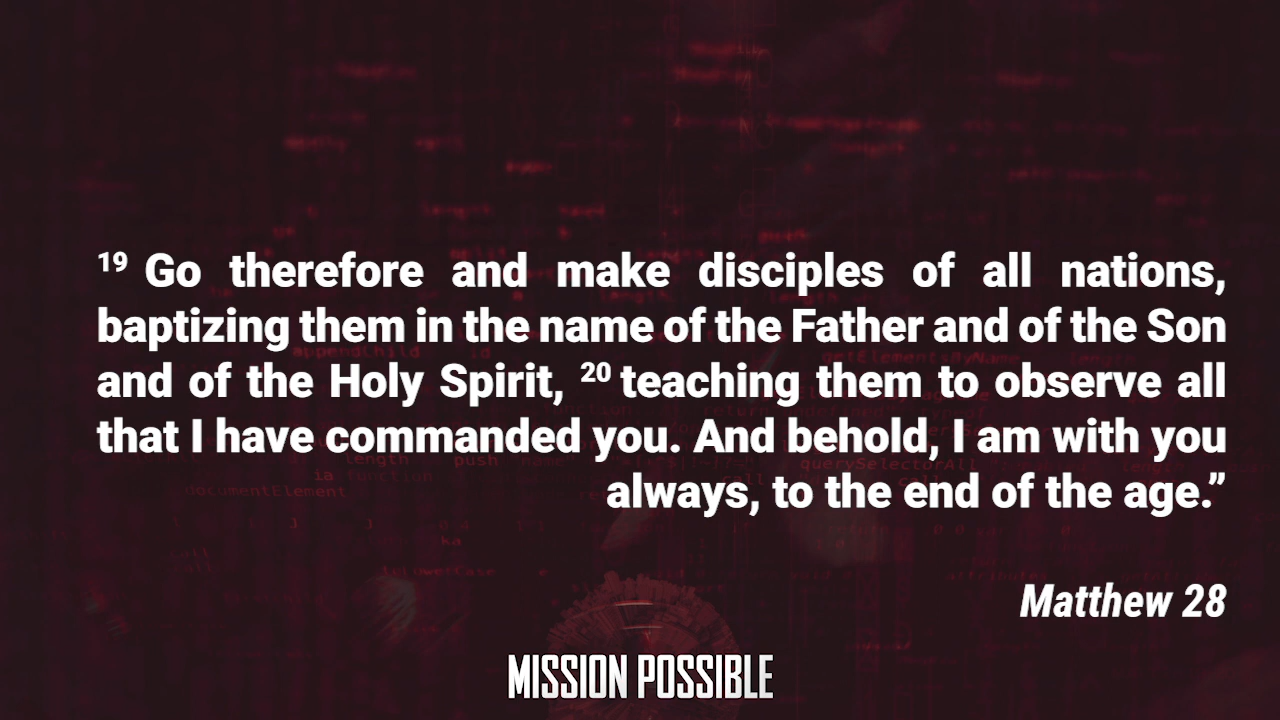 ¹⁹ Go therefore and make disciples of all nations,
baptizing them in the name of the Father and of the Son
and of the Holy Spirit, ²⁰ teaching them to observe all
that I have commanded you. And behold, I am with you
always, to the end of the age.”
Matthew 28
MISSION POSSIBLE